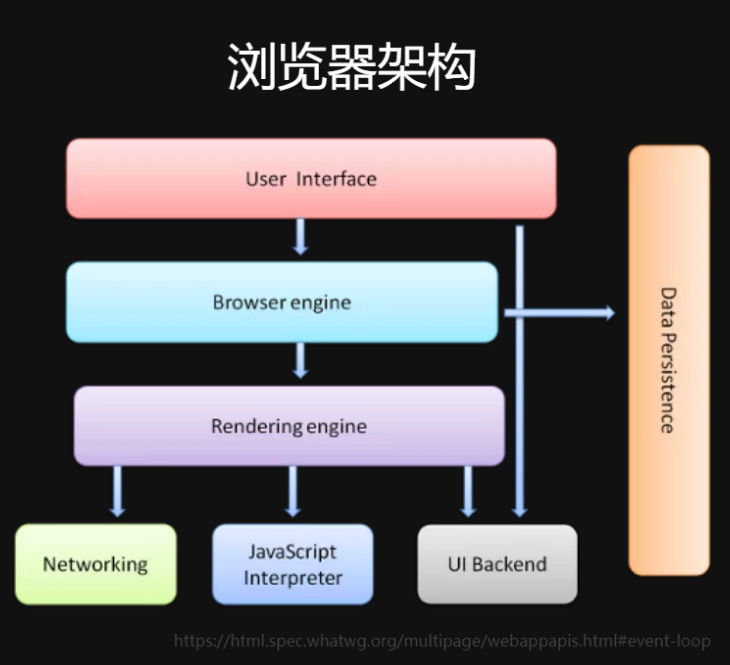 浏览器架构
User Interface
Browser engine
Data Persistence
Rendering engine
Networking
JavaScript
Interpreter
UI Backend
https://html.spec.whatwg.org/multipage/webappapis.html#event-loop